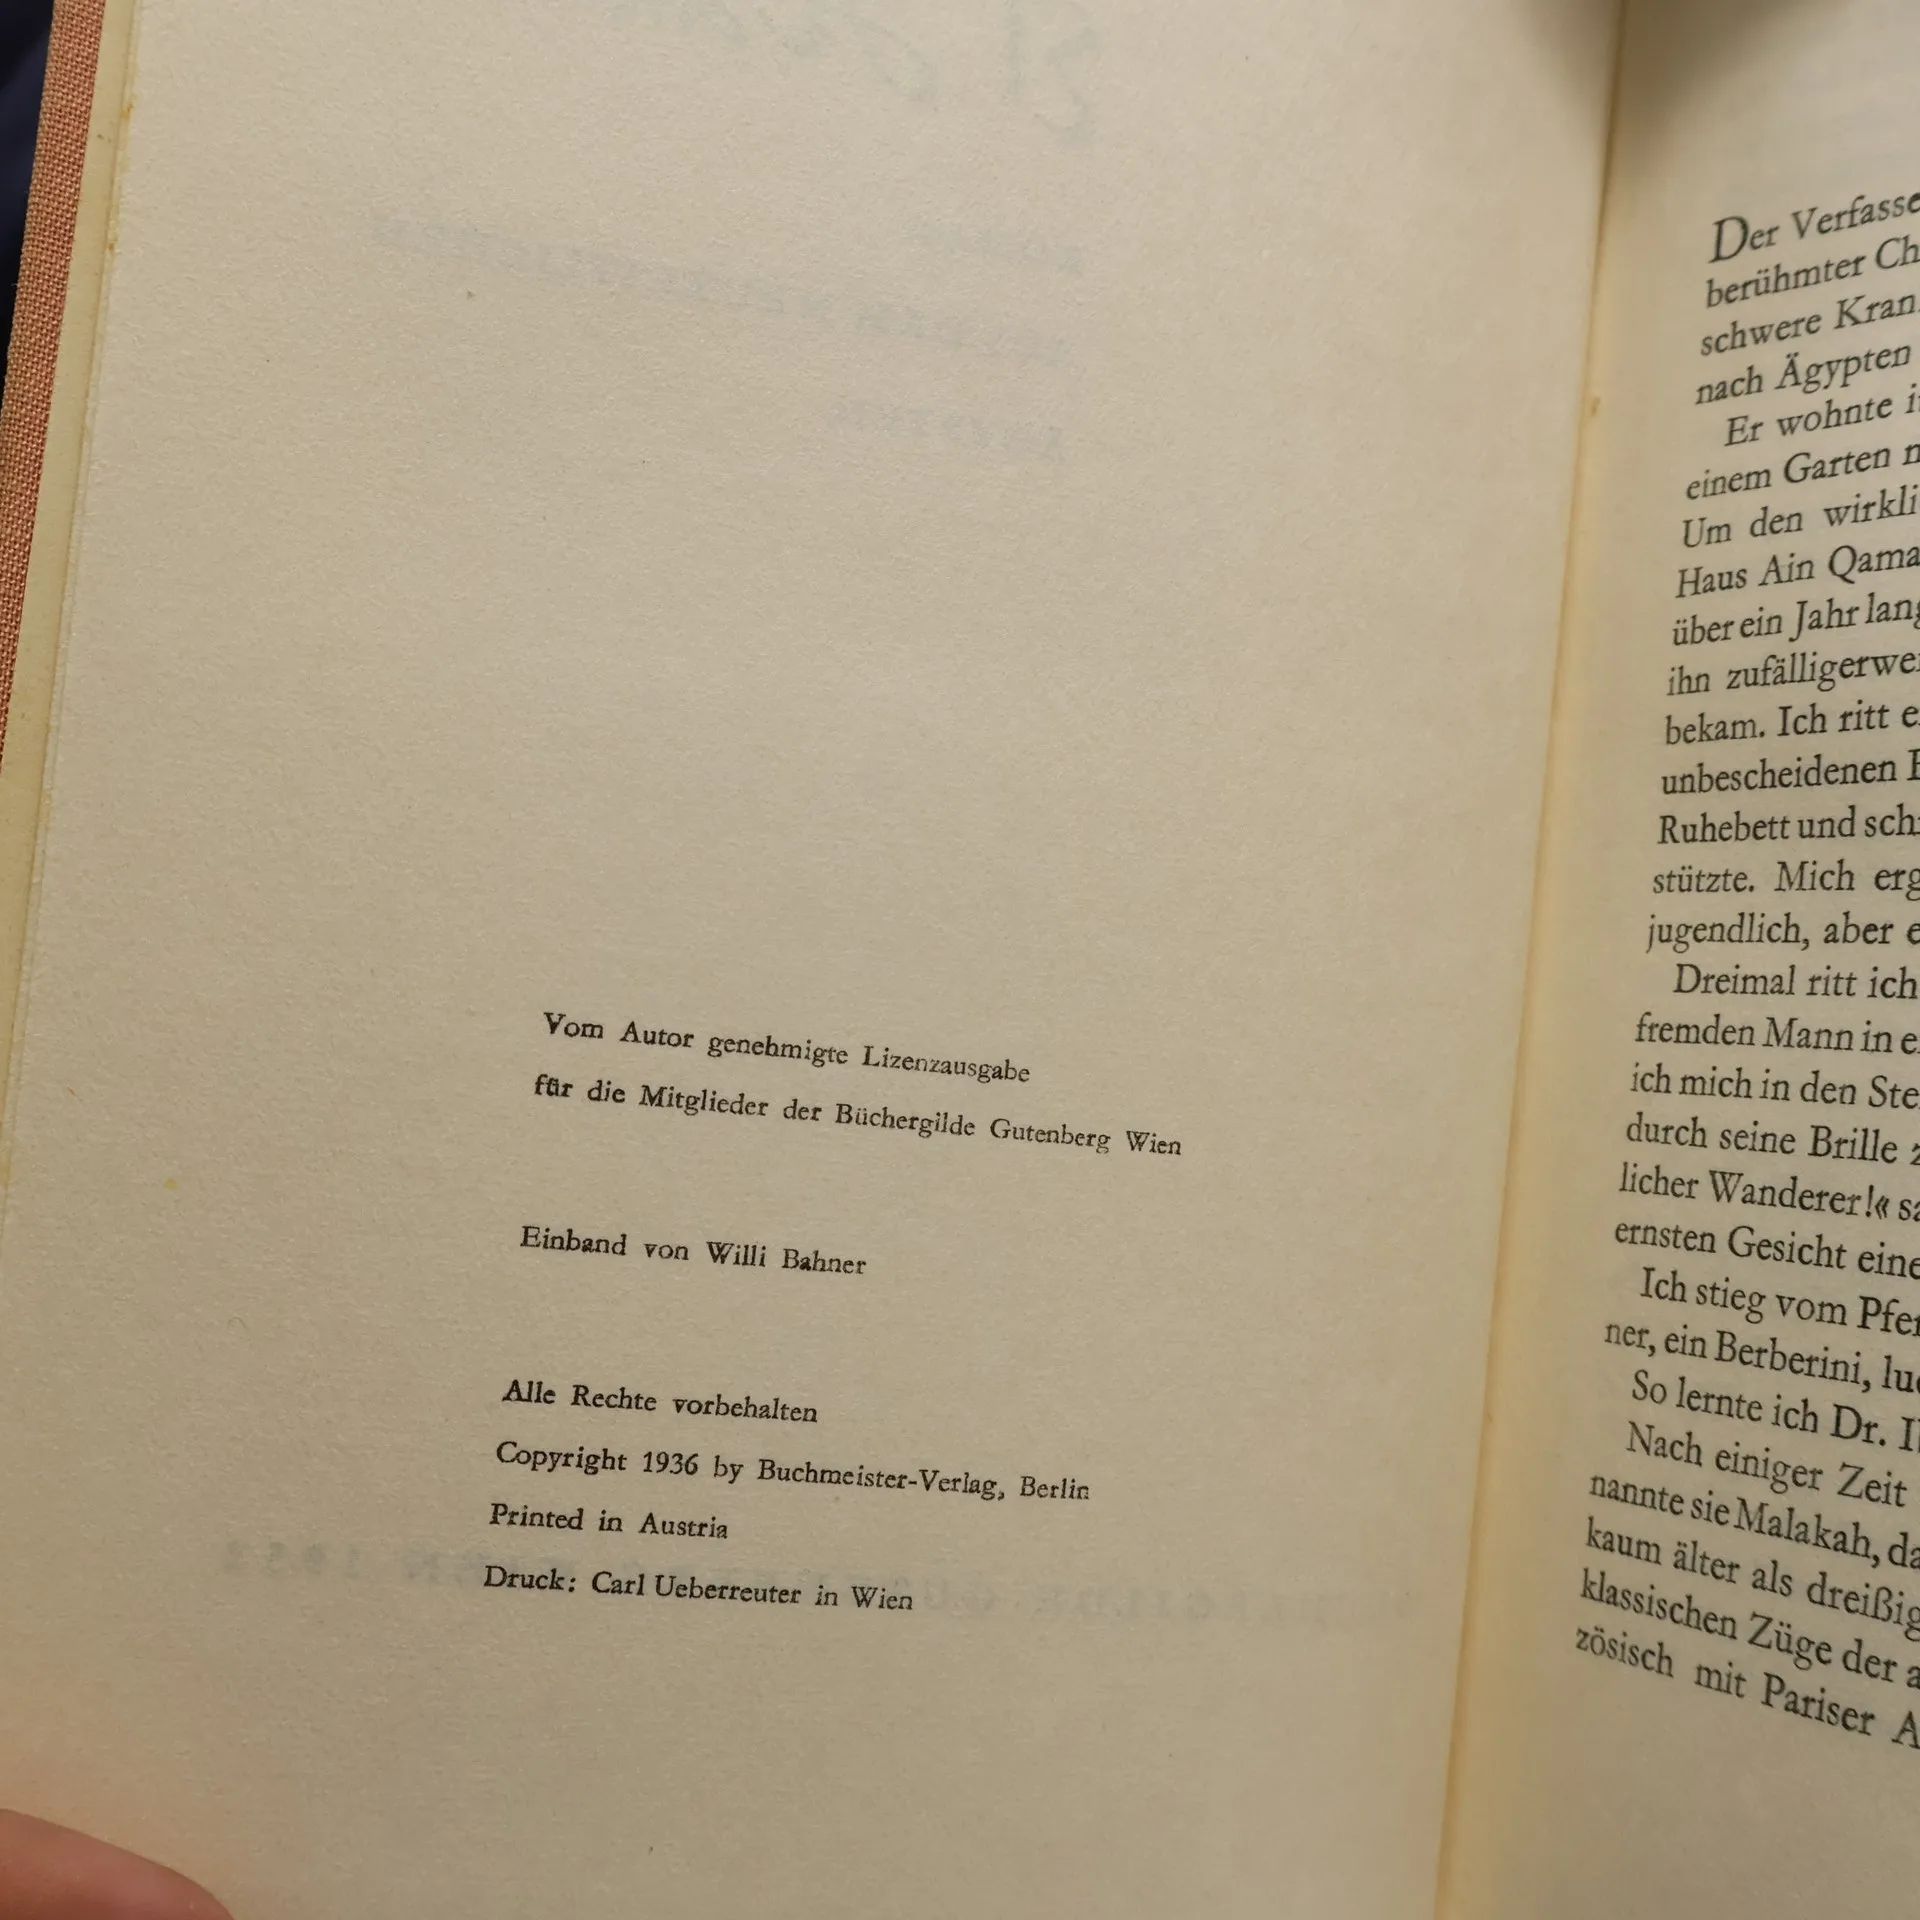 Vom Autor genehmigte Lizenzausgabe
für die Mitglieder der Büchergilde Gutenberg Wien
Einband von Willi Bahner
Alle Rechte vorbehalten
Copyright 1936 by Buchmeister-Verlag, Berlin
Printed in Austria
Druck: Carl Ueberreuter in Wien
Der Verfasse
berühmter Ch
schwere Kran
nach Ägypten
Er wohnte i
einem Garten n
Um den wirkli
Haus Ain Qama
über ein Jahr lang
ihn zufälligerwei
bekam. Ich ritt e
unbescheidenen
Ruhebett und sch
stützte. Mich erg
jugendlich, aber e
Dreimal ritt ich
fremden Mann in e
ich mich in den Ste
durch seine Brille z
licher Wanderer!« sa
ernsten Gesicht eine
Ich stieg vom Pfer
ner, ein Berberini, lud
So lernte ich Dr. I
Nach einiger Zeit
nannte sie Malakah, da
kaum älter als dreißig
klassischen Züge der a
zösisch mit Pariser A